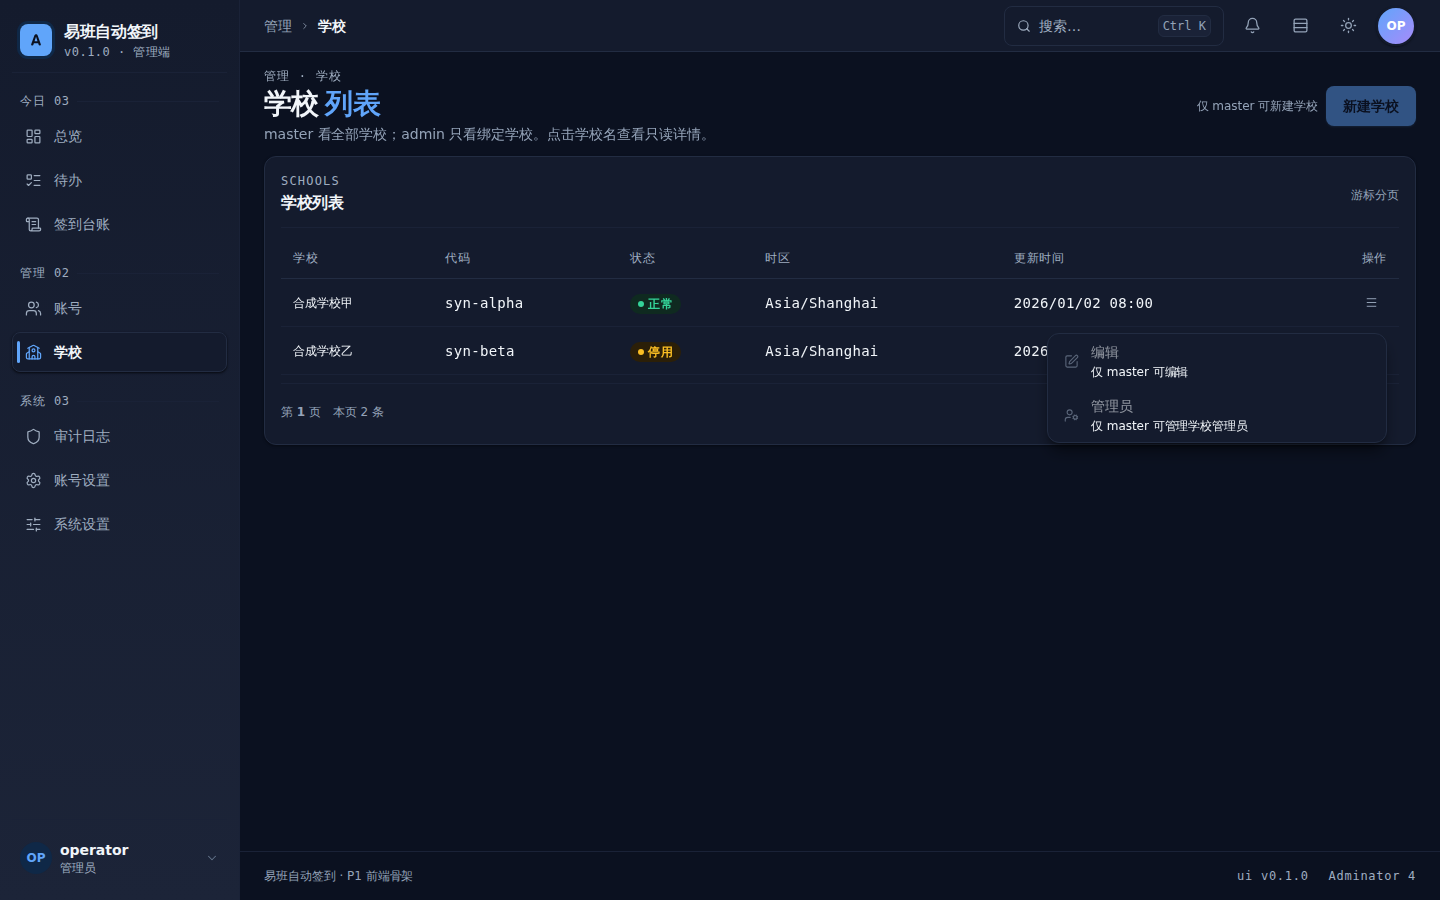 A
易班自动签到
v0.1.0 · 管理端
今日 03
总览
待办
签到台账
管理 02
账号
学校
系统 03
审计日志
账号设置
系统设置
OP
operator
管理员
管理 › 学校
搜索… Ctrl K
OP
管理 · 学校
学校 列表
master 看全部学校；admin 只看绑定学校。点击学校名查看只读详情。
仅 master 可新建学校 新建学校
SCHOOLS
学校列表
游标分页
学校 代码 状态 时区 更新时间 操作
合成学校甲 syn-alpha 正常 Asia/Shanghai 2026/01/02 08:00
合成学校乙 syn-beta 停用 Asia/Shanghai 2026
编辑
仅 master 可编辑
管理员
仅 master 可管理学校管理员
第 1 页 本页 2 条
易班自动签到 · P1 前端骨架
ui v0.1.0 Adminator 4